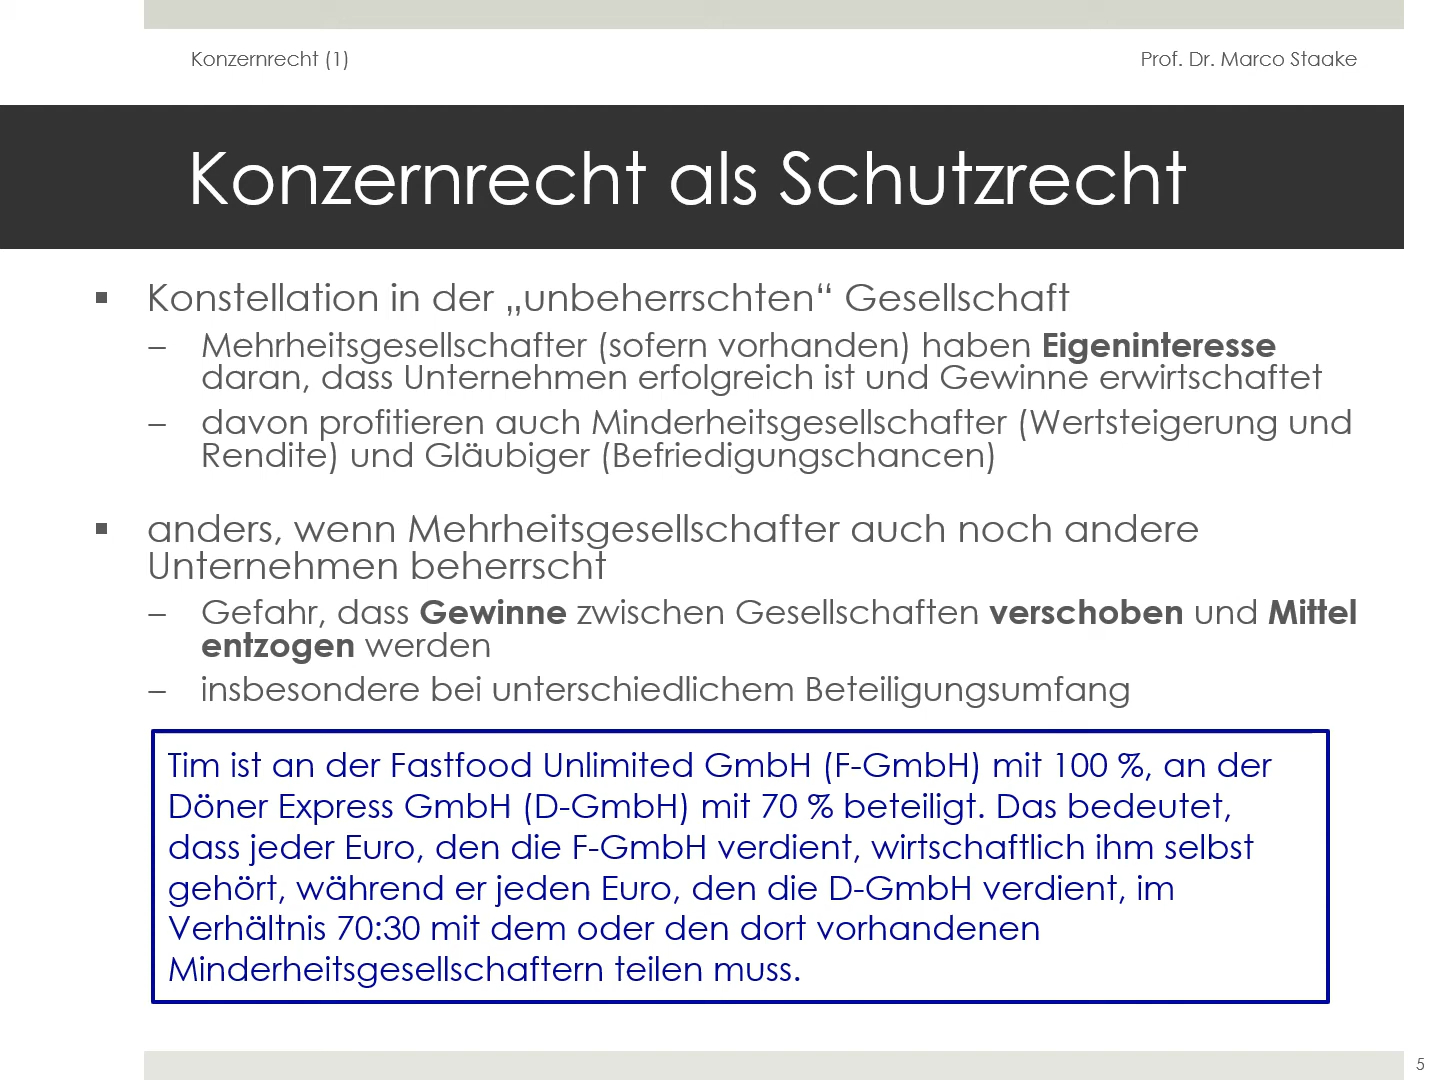 Konzernrecht (1)
Prof. Dr. Marco Staake
Konzernrecht als Schutzrecht
▪ Konstellation in der „unbeherrschten“ Gesellschaft
– Mehrheitsgesellschafter (sofern vorhanden) haben Eigeninteresse
daran, dass Unternehmen erfolgreich ist und Gewinne erwirtschaftet
– davon profitieren auch Minderheitsgesellschafter (Wertsteigerung und
Rendite) und Gläubiger (Befriedigungschancen)
▪ anders, wenn Mehrheitsgesellschafter auch noch andere
Unternehmen beherrscht
– Gefahr, dass Gewinne zwischen Gesellschaften verschoben und Mittel
entzogen werden
– insbesondere bei unterschiedlichem Beteiligungsumfang
Tim ist an der Fastfood Unlimited GmbH (F-GmbH) mit 100 %, an der
Döner Express GmbH (D-GmbH) mit 70 % beteiligt. Das bedeutet,
dass jeder Euro, den die F-GmbH verdient, wirtschaftlich ihm selbst
gehört, während er jeden Euro, den die D-GmbH verdient, im
Verhältnis 70:30 mit dem oder den dort vorhandenen
Minderheitsgesellschaftern teilen muss.
5